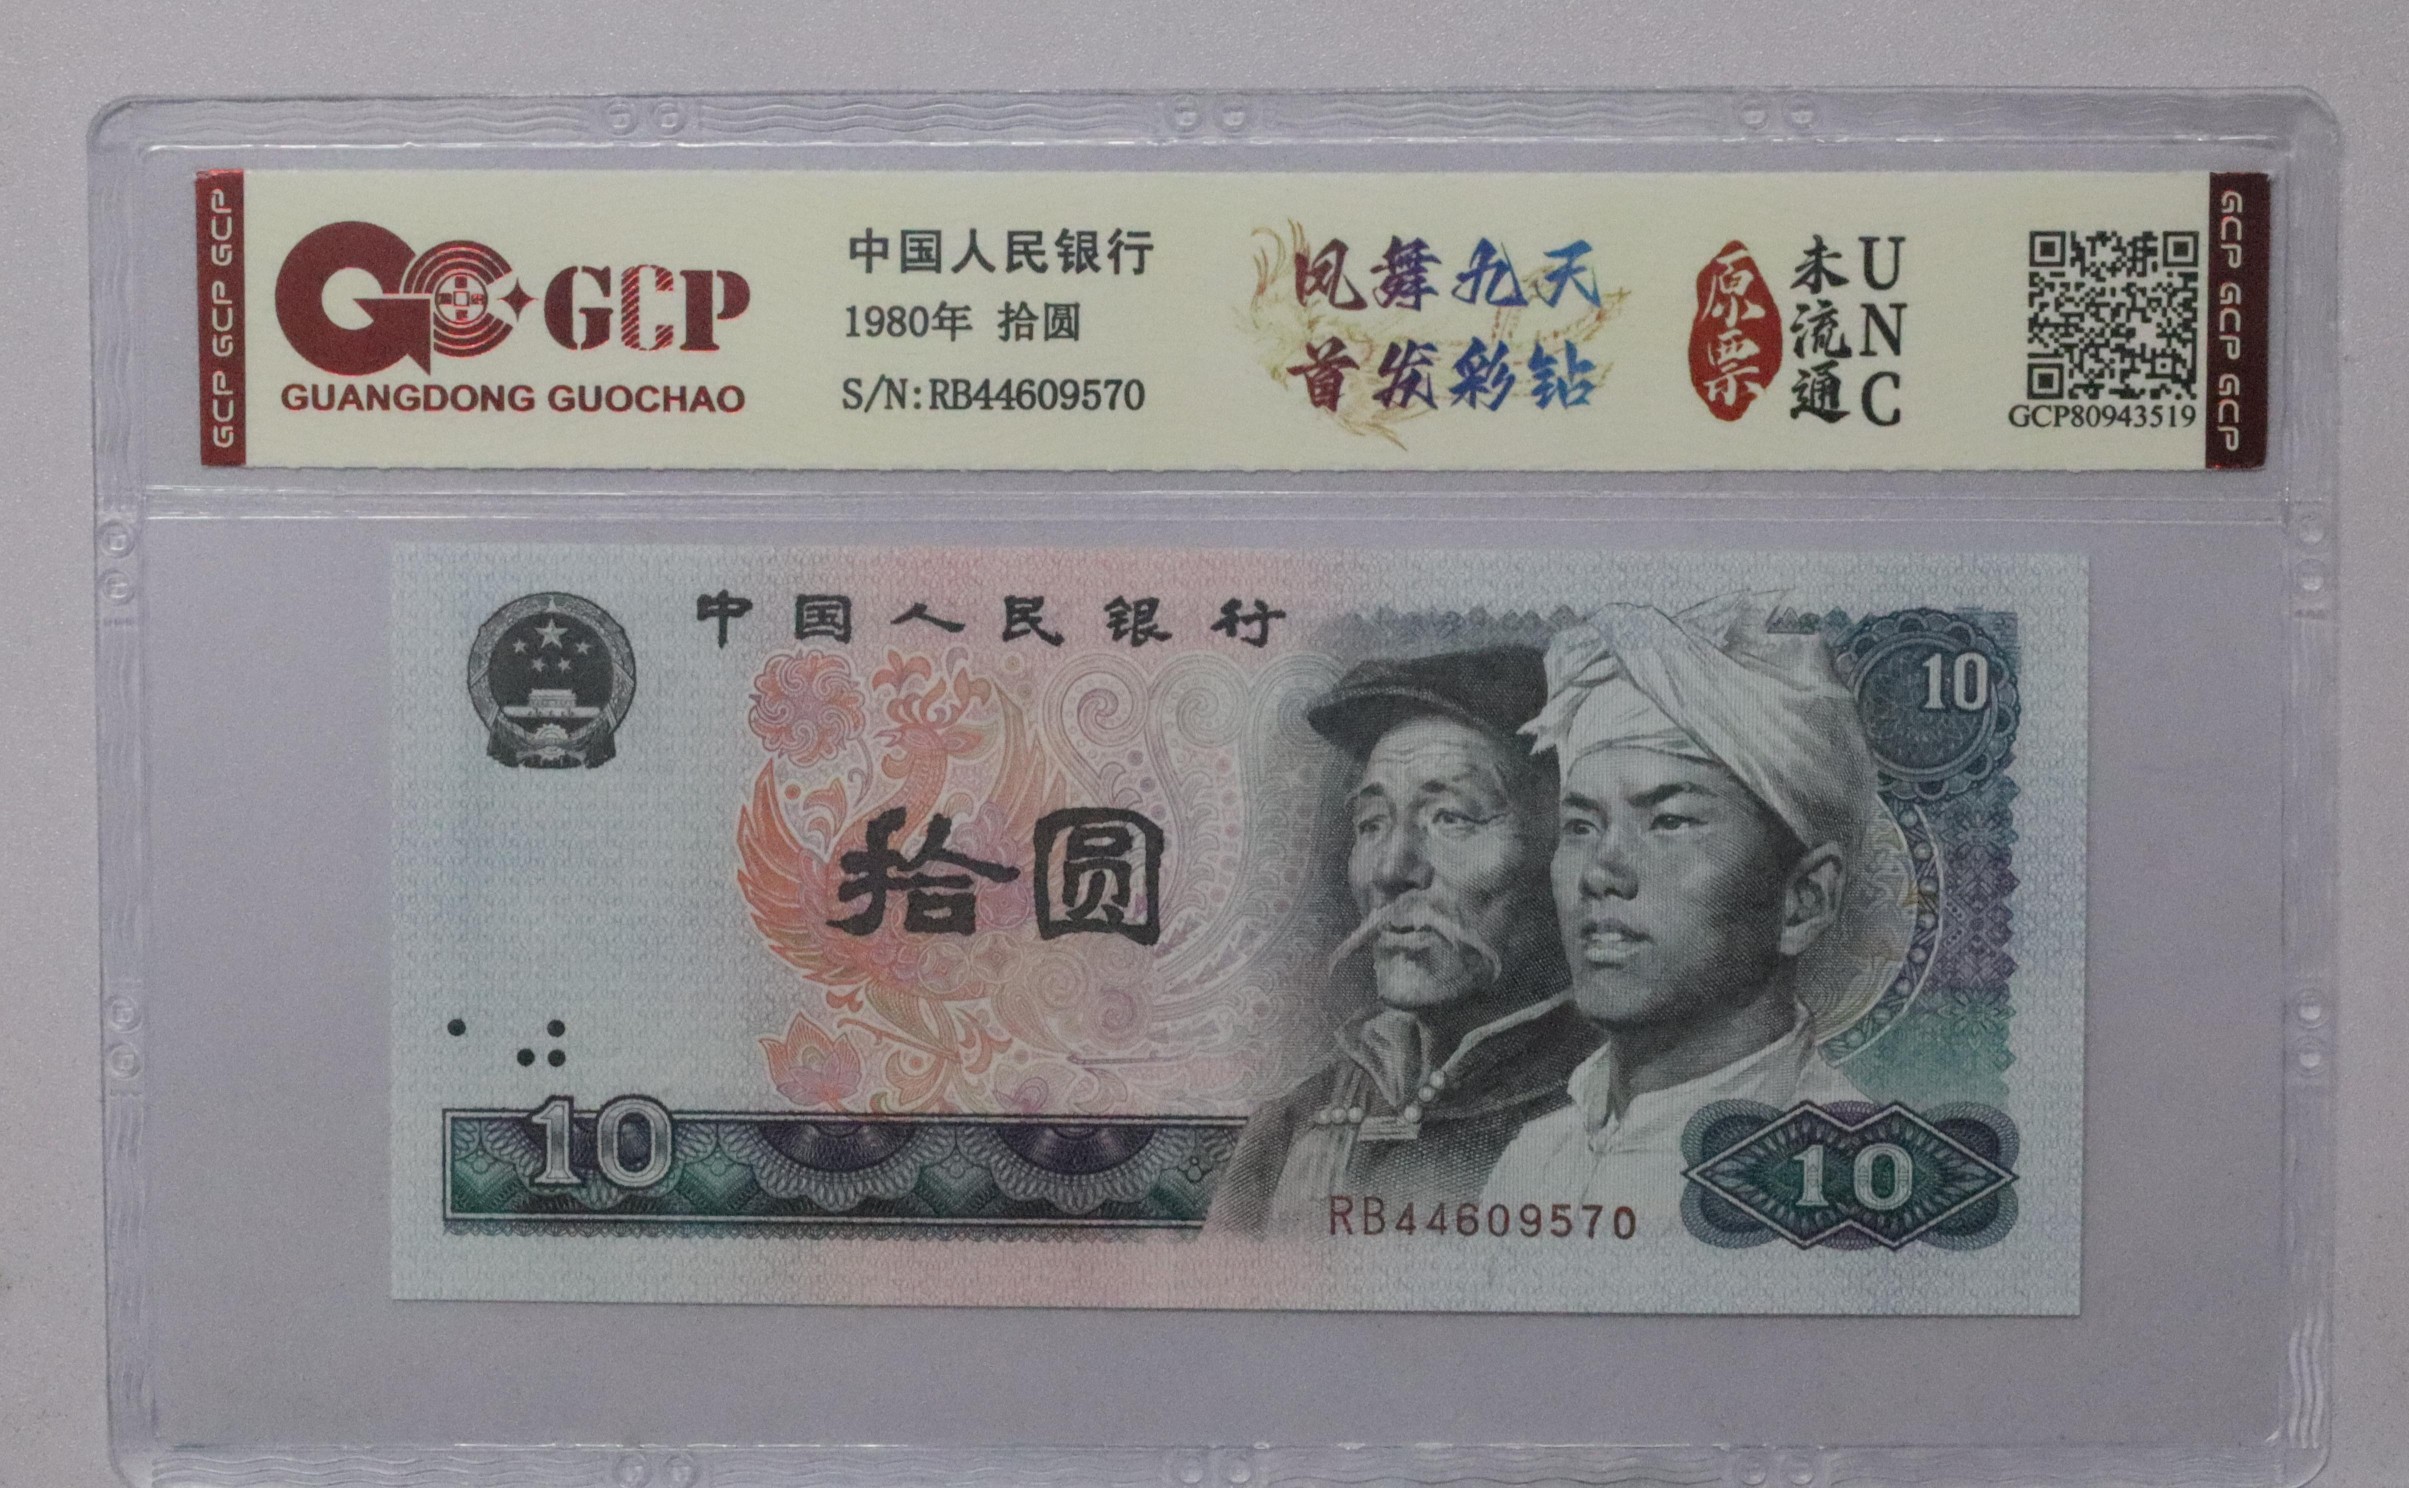 GCP GCP GCP
GCP
GUANGDONG GUOCHAO
中国人民银行
1980年 拾圆
S/N:RB44609570
凤舞九天
首发彩钻
原票
未流通
UNC
GCP80943519
GCP GCP GCP
中国人民银行
10
拾圆
10
RB44609570
10